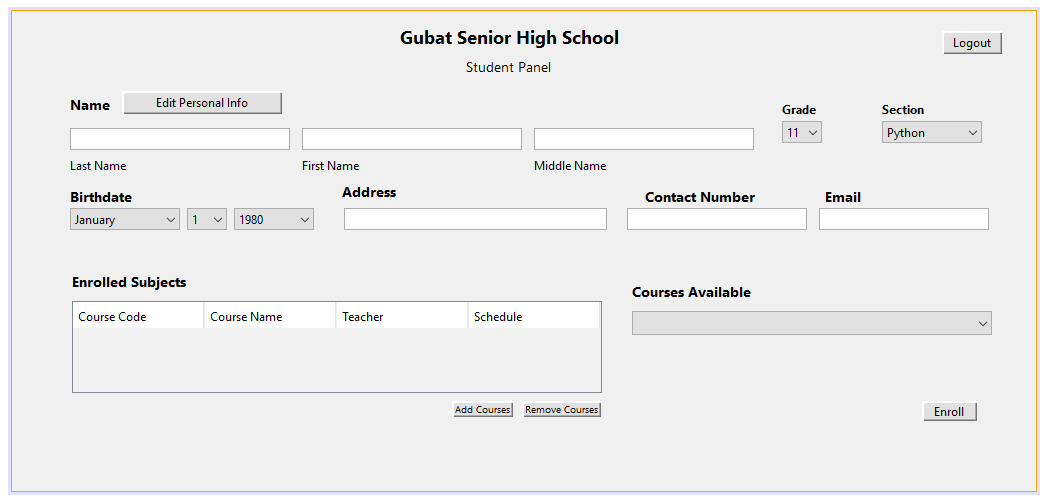 Gubat Senior High School
Logout
Student Panel
Name
Edit Personal Info
Grade
Section
11
Python
Last Name
First Name
Middle Name
Birthdate
Address
Contact Number
Email
January
1
1980
Enrolled Subjects
Courses Available
Course Code
Course Name
Teacher
Schedule
Add Courses
Remove Courses
Enroll